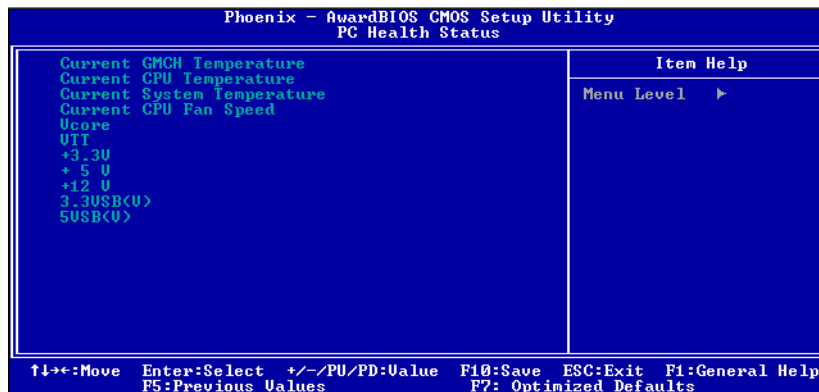 Phoenix - AwardBIOS CMOS Setup Utility
PC Health Status
Current GMCH Temperature
Current CPU Temperature
Current System Temperature
Current CPU Fan Speed
Vcore
VTT
+3.3V
+ 5 V
+12 V
3.3VSB(V)
5VSB(V)
Item Help
Menu Level ►
↑↓→←:Move Enter:Select +/-/PU/PD:Value F10:Save ESC:Exit F1:General Help
F5:Previous Values F7: Optimized Defaults